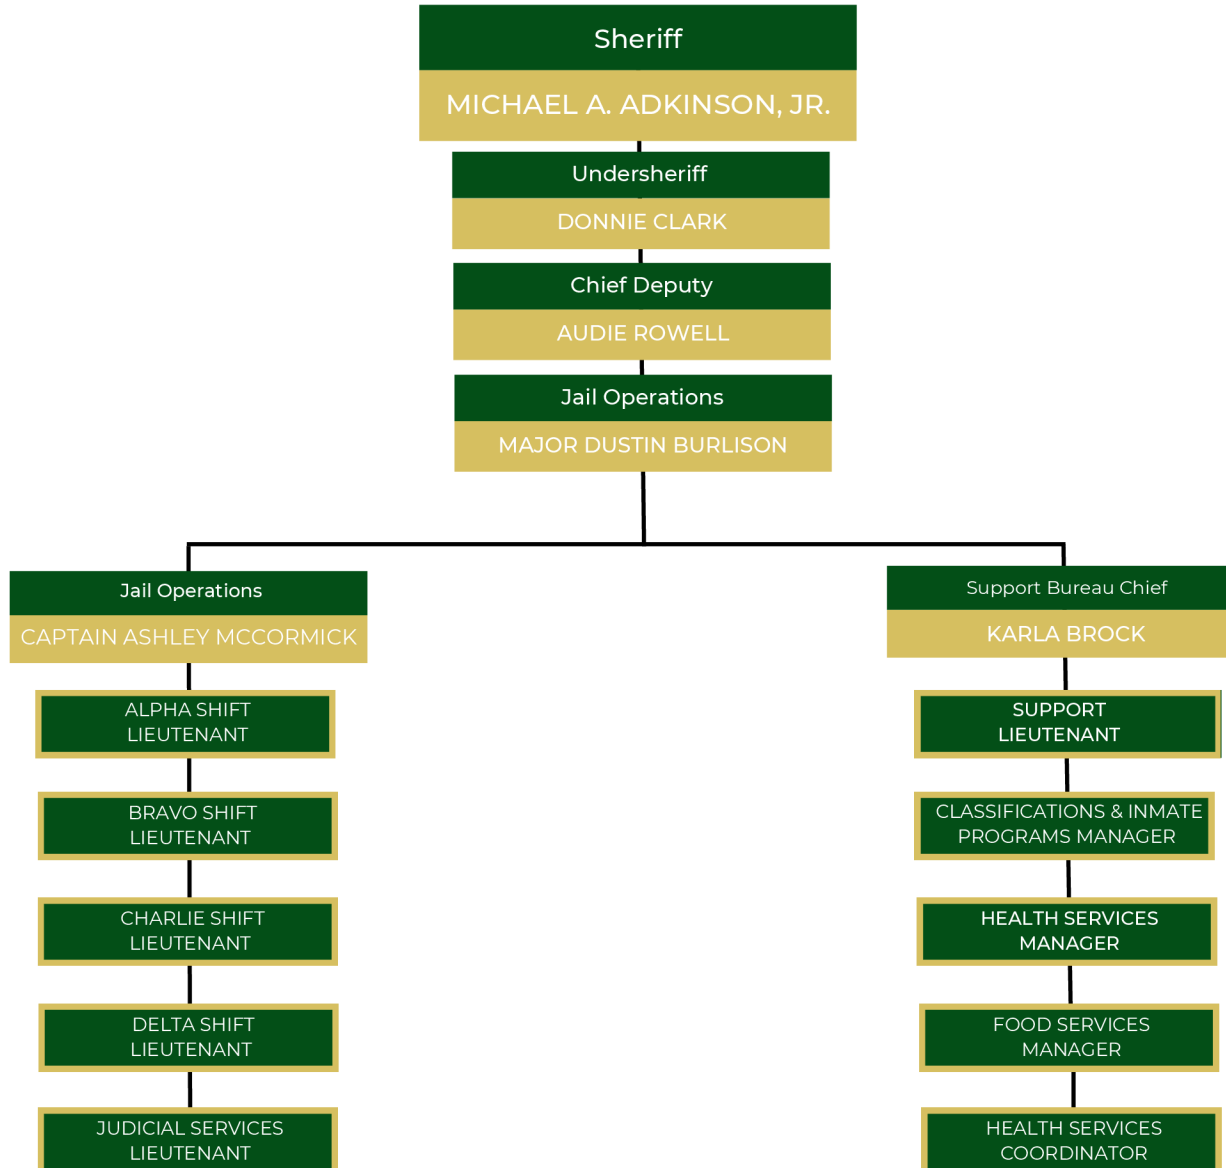 Sheriff
MICHAEL A. ADKINSON, JR.
Undersheriff
DONNIE CLARK
Chief Deputy
AUDIE ROWELL
Jail Operations
MAJOR DUSTIN BURLISON
Jail Operations
CAPTAIN ASHLEY MCCORMICK
ALPHA SHIFT
LIEUTENANT
BRAVO SHIFT
LIEUTENANT
CHARLIE SHIFT
LIEUTENANT
DELTA SHIFT
LIEUTENANT
JUDICIAL SERVICES
LIEUTENANT
Support Bureau Chief
KARLA BROCK
SUPPORT
LIEUTENANT
CLASSIFICATIONS & INMATE
PROGRAMS MANAGER
HEALTH SERVICES
MANAGER
FOOD SERVICES
MANAGER
HEALTH SERVICES
COORDINATOR